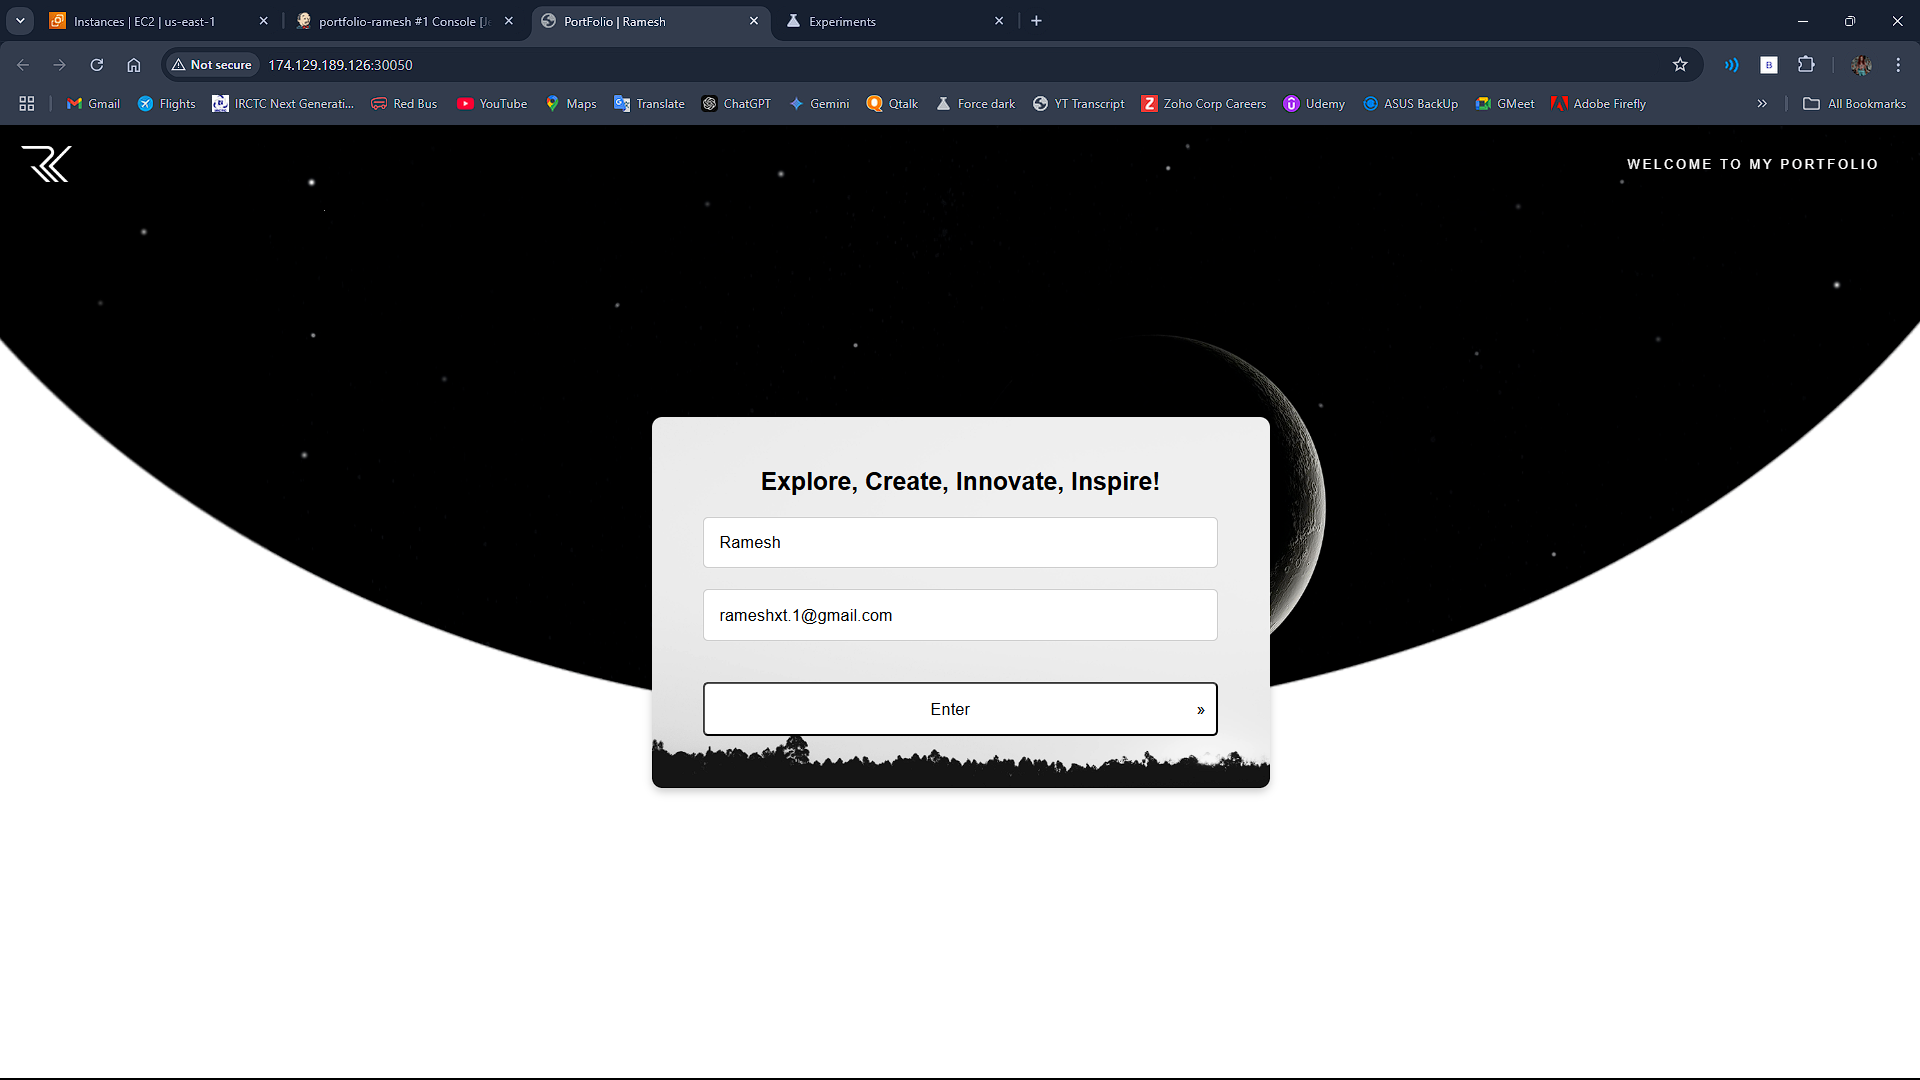 Instances | EC2 | us-east-1
portfolio-ramesh #1 Console [Je
PortFolio | Ramesh
Experiments
Not secure
174.129.189.126:30050
Gmail
Flights
IRCTC Next Generati...
Red Bus
YouTube
Maps
Translate
ChatGPT
Gemini
Qtalk
Force dark
YT Transcript
Zoho Corp Careers
Udemy
ASUS BackUp
GMeet
Adobe Firefly
»
All Bookmarks
WELCOME TO MY PORTFOLIO
Explore, Create, Innovate, Inspire!
Ramesh
rameshxt.1@gmail.com
Enter »